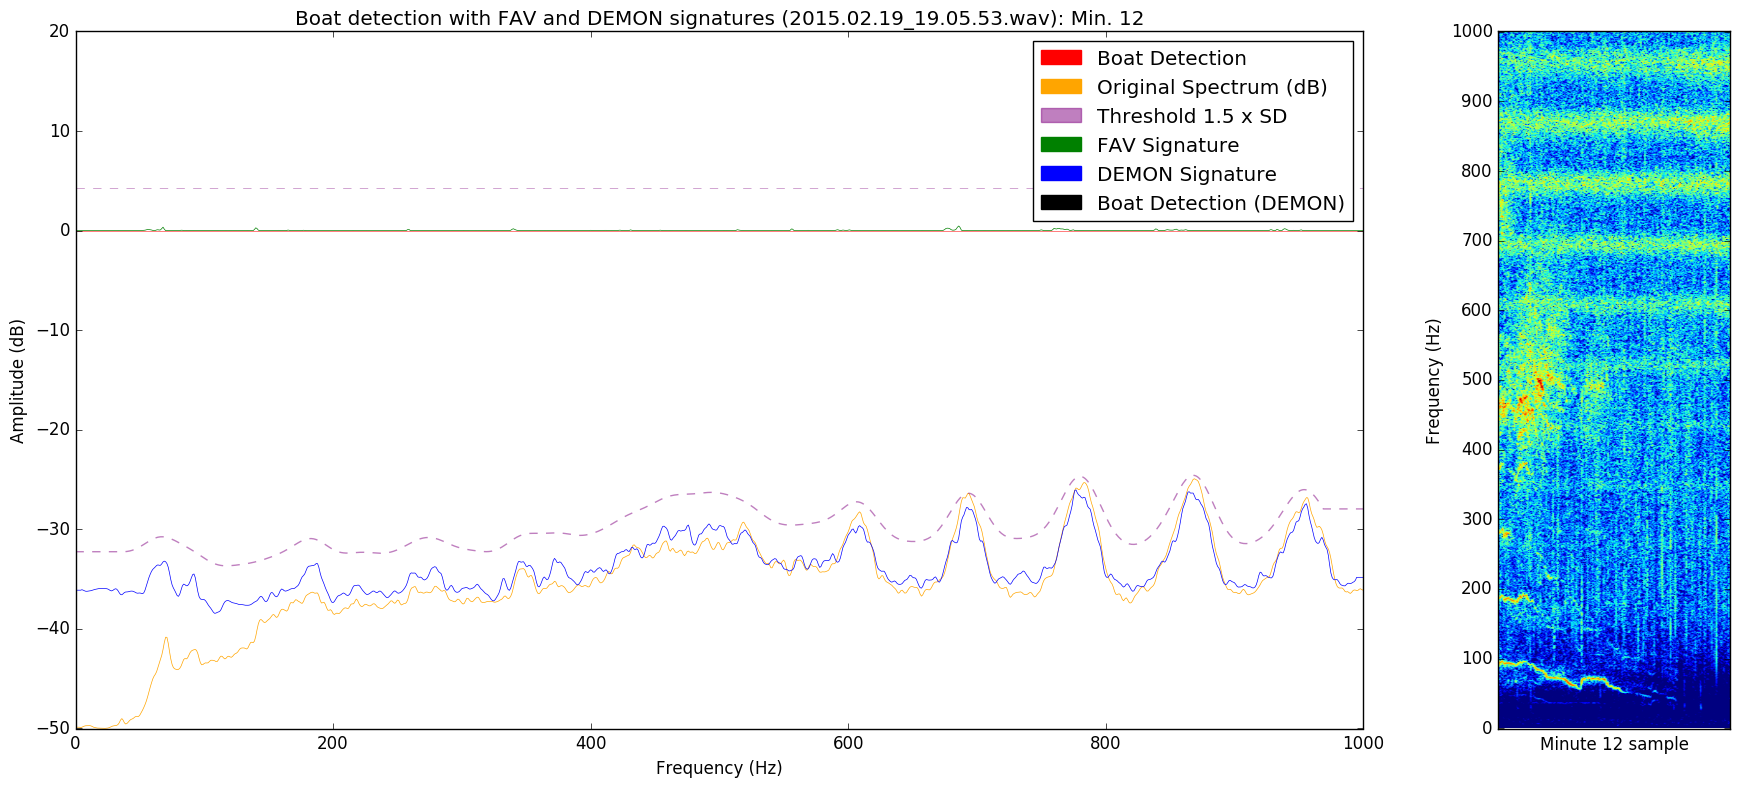 Boat detection with FAV and DEMON signatures (2015.02.19_19.05.53.wav): Min. 12
20
10
0
−10
−20
−30
−40
−50
Amplitude (dB)
0
200
400
600
800
1000
Frequency (Hz)
Boat Detection
Original Spectrum (dB)
Threshold 1.5 x SD
FAV Signature
DEMON Signature
Boat Detection (DEMON)
1000
900
800
700
600
500
400
300
200
100
0
Frequency (Hz)
Minute 12 sample